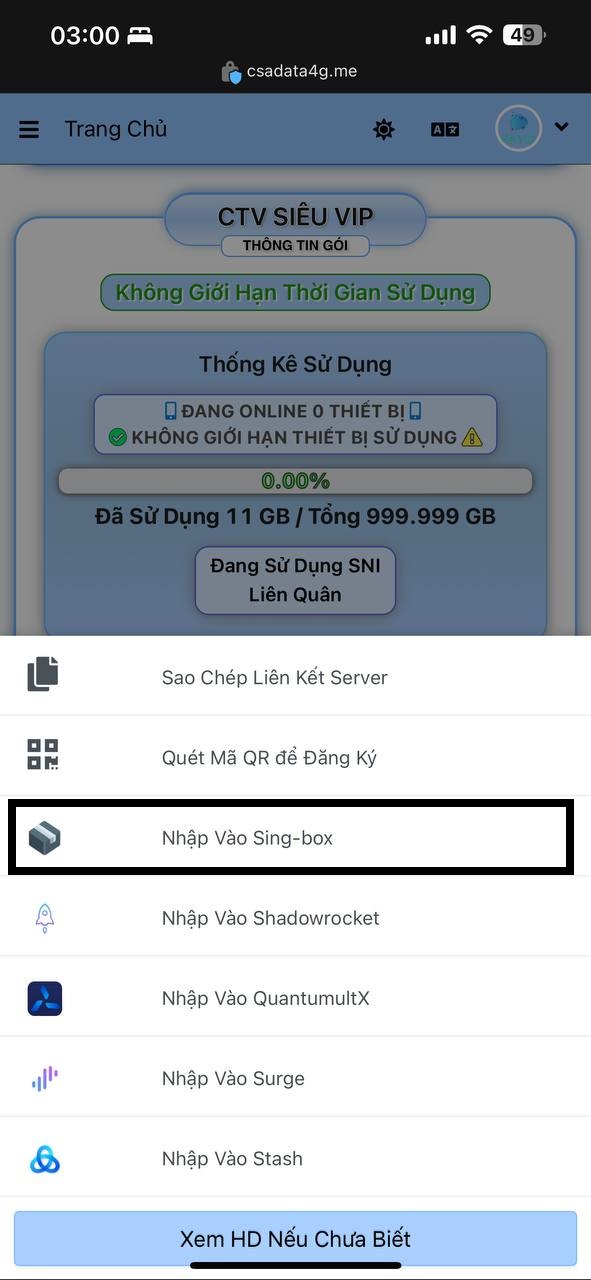 03:00
49
csadata4g.me
Trang Chủ
CTV SIÊU VIP
THÔNG TIN GÓI
Không Giới Hạn Thời Gian Sử Dụng
Thống Kê Sử Dụng
ĐANG ONLINE 0 THIẾT BỊ
KHÔNG GIỚI HẠN THIẾT BỊ SỬ DỤNG
0.00%
Đã Sử Dụng 11 GB / Tổng 999.999 GB
Đang Sử Dụng SNI
Liên Quân
Sao Chép Liên Kết Server
Quét Mã QR để Đăng Ký
Nhập Vào Sing-box
Nhập Vào Shadowrocket
Nhập Vào QuantumultX
Nhập Vào Surge
Nhập Vào Stash
Xem HD Nếu Chưa Biết